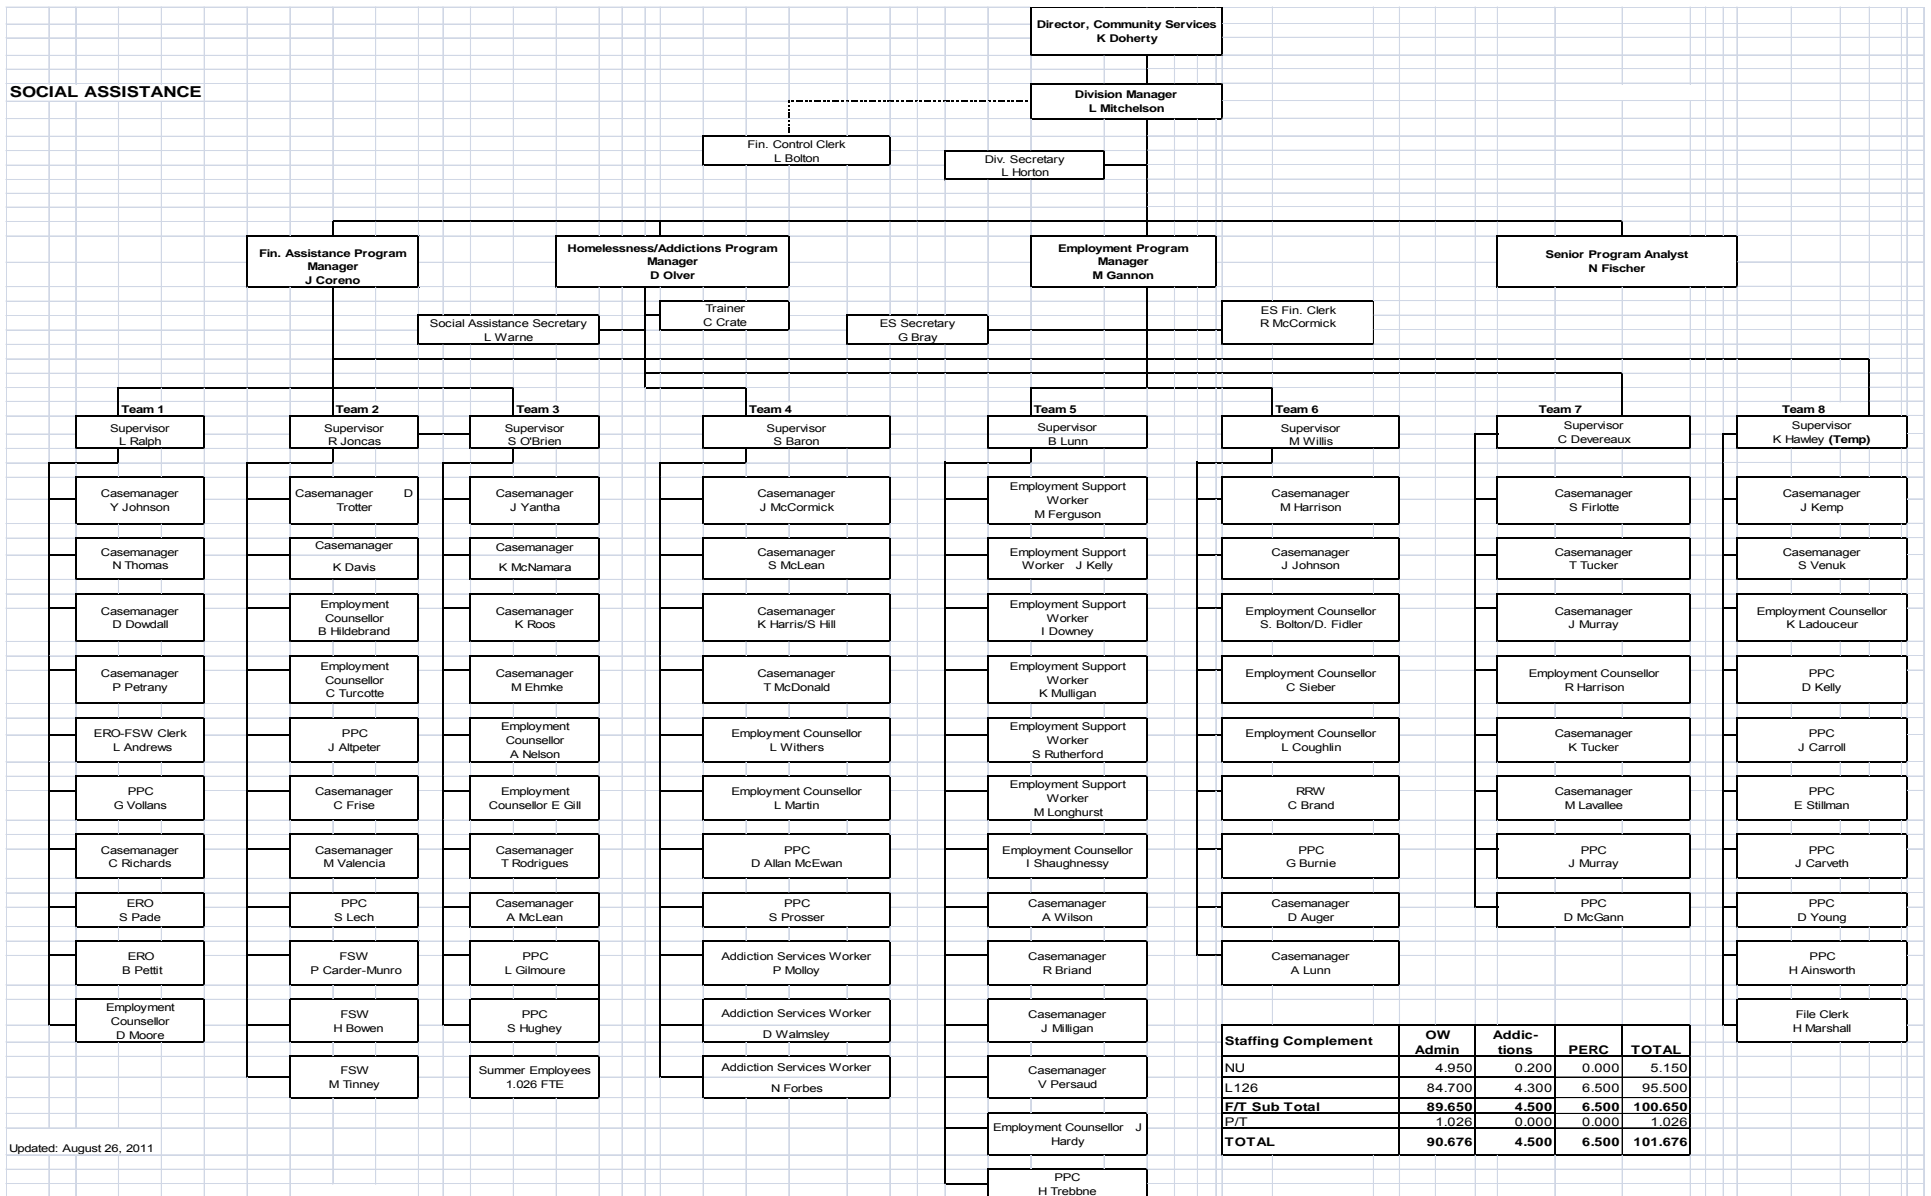 Director, Community Services
K Doherty
SOCIAL ASSISTANCE
Division Manager
L Mitchelson
Fin. Control Clerk
L Bolton
Div. Secretary
L Horton
Fin. Assistance Program
Manager
J Coreno
Homelessness/Addictions Program
Manager
D Olver
Employment Program
Manager
M Gannon
Senior Program Analyst
N Fischer
Social Assistance Secretary
L Warne
Trainer
C Crate
ES Secretary
G Bray
ES Fin. Clerk
R McCormick
Team 1
Supervisor
L Ralph
Casemanager
Y Johnson
Casemanager
N Thomas
Casemanager
D Dowdall
Casemanager
P Petrany
ERO-FSW Clerk
L Andrews
PPC
G Vollans
Casemanager
C Richards
ERO
S Pade
ERO
B Pettit
Employment
Counsellor
D Moore
Team 2
Supervisor
R Joncas
Casemanager D
Trotter
Casemanager
K Davis
Employment
Counsellor
B Hildebrand
Employment
Counsellor
C Turcotte
PPC
J Altpeter
Casemanager
C Frise
Casemanager
M Valencia
PPC
S Lech
FSW
P Carder-Munro
FSW
H Bowen
FSW
M Tinney
Team 3
Supervisor
S O'Brien
Casemanager
J Yantha
Casemanager
K McNamara
Casemanager
K Roos
Casemanager
M Ehmke
Employment
Counsellor
A Nelson
Employment
Counsellor E Gill
Casemanager
T Rodrigues
Casemanager
A McLean
PPC
L Gilmoure
PPC
S Hughey
Summer Employees
1.026 FTE
Team 4
Supervisor
S Baron
Casemanager
J McCormick
Casemanager
S McLean
Casemanager
K Harris/S Hill
Casemanager
T McDonald
Employment Counsellor
L Withers
Employment Counsellor
L Martin
PPC
D Allan McEwan
PPC
S Prosser
Addiction Services Worker
P Molloy
Addiction Services Worker
D Walmsley
Addiction Services Worker
N Forbes
Team 5
Supervisor
B Lunn
Employment Support
Worker
M Ferguson
Employment Support
Worker J Kelly
Employment Support
Worker
I Downey
Employment Support
Worker
K Mulligan
Employment Support
Worker
S Rutherford
Employment Support
Worker
M Longhurst
Employment Counsellor
I Shaughnessy
Casemanager
A Wilson
Casemanager
R Briand
Casemanager
J Milligan
Casemanager
V Persaud
Employment Counsellor J
Hardy
PPC
H Trebbne
Team 6
Supervisor
M Willis
Casemanager
M Harrison
Casemanager
J Johnson
Employment Counsellor
S. Bolton/D. Fidler
Employment Counsellor
C Sieber
Employment Counsellor
L Coughlin
RRW
C Brand
PPC
G Burnie
Casemanager
D Auger
Casemanager
A Lunn
Team 7
Supervisor
C Devereaux
Casemanager
S Firlotte
Casemanager
T Tucker
Casemanager
J Murray
Employment Counsellor
R Harrison
Casemanager
K Tucker
Casemanager
M Lavallee
PPC
J Murray
PPC
D McGann
Team 8
Supervisor
K Hawley (Temp)
Casemanager
J Kemp
Casemanager
S Venuk
Employment Counsellor
K Ladouceur
PPC
D Kelly
PPC
J Carroll
PPC
E Stillman
PPC
J Carveth
PPC
D Young
PPC
H Ainsworth
File Clerk
H Marshall
Staffing Complement OW Admin Addic-tions PERC TOTAL
NU 4.950 0.200 0.000 5.150
L126 84.700 4.300 6.500 95.500
F/T Sub Total 89.650 4.500 6.500 100.650
P/T 1.026 0.000 0.000 1.026
TOTAL 90.676 4.500 6.500 101.676
Updated: August 26, 2011